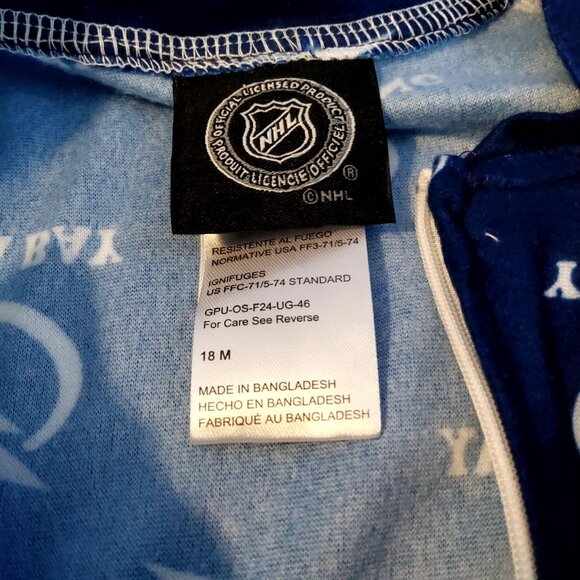 OFFICIAL LICENSED PRODUCT
NHL
PRODUIT LICENCIÉ OFFICIEL
®
© NHL
RESISTENTE AL FUEGO
NORMATIVE USA FF3-71/5-74
IGNIFUGES
US FFC-71/5-74 STANDARD
GPU-OS-F24-UG-46
For Care See Reverse
18 M
MADE IN BANGLADESH
HECHO EN BANGLADESH
FABRIQUÉ AU BANGLADESH
BAY